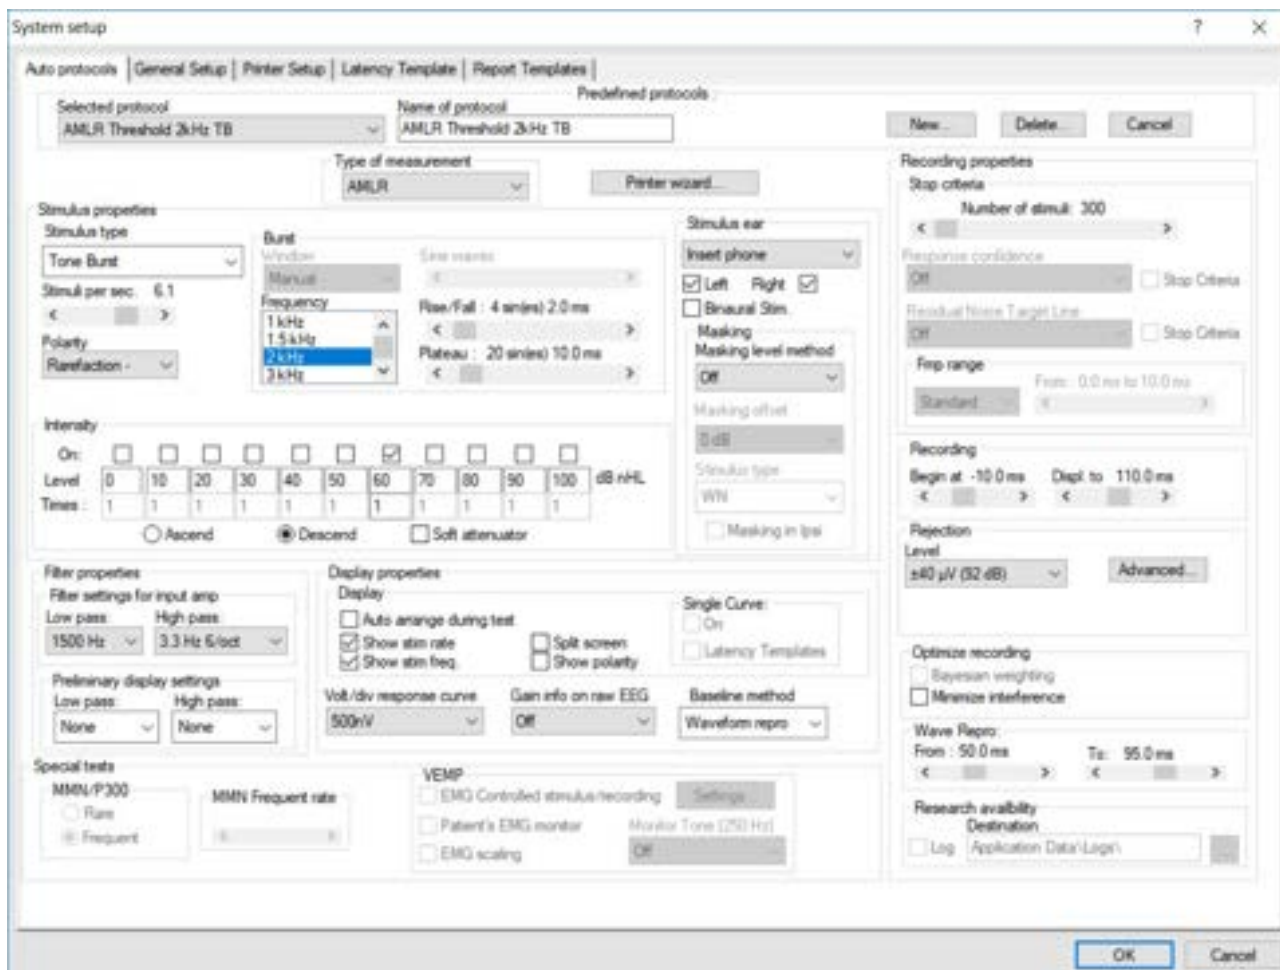 System setup
Auto protocols General Setup Printer Setup Latency Template Report Templates
Predefined protocols :
Selected protocol
AMLR Threshold 2kHz TB
Name of protocol
AMLR Threshold 2kHz TB
New... Delete... Cancel
Type of measurement
AMLR
Printer wizard...
Stimulus properties
Stimulus type
Tone Burst
Stimuli per sec. 6.1
Polarity
Rarefaction -
Burst
Window
Manual
Frequency
1 kHz
1.5 kHz
2 kHz
3 kHz
Sine waves
Rise/Fall : 4 sin(es) 2.0 ms
Plateau : 20 sin(es) 10.0 ms
Stimulus ear
Insert phone
Left Right
Binaural Stim.
Masking
Masking level method
Off
Masking offset
0 dB
Stimulus type
WN
Masking in Ipsi
Intensity
On:
Level 0 10 20 30 40 50 60 70 80 90 100 dB nHL
Times : 1 1 1 1 1 1 1 1 1 1 1
Ascend Descend Soft attenuator
Filter properties
Filter settings for input amp
Low pass: High pass:
1500 Hz 3.3 Hz 6/oct
Preliminary display settings
Low pass: High pass:
None None
Display properties
Display
Auto arrange during test
Show stim rate Split screen
Show stim freq. Show polarity
Single Curve:
On
Latency Templates
Volt/div response curve
500nV
Gain info on raw EEG
Off
Baseline method
Waveform repro
Special tests
MMN/P300
Rare
Frequent
MMN Frequent rate
VEMP
EMG Controlled stimulus/recording Settings...
Patient's EMG monitor Monitor Tone (250 Hz)
EMG scaling Off
Recording properties
Stop criteria
Number of stimuli: 300
Response confidence
Off Stop Criteria
Residual Noise Target Line
Off Stop Criteria
Fmp range
Standard
From : 0.0 ms to 10.0 ms
Recording
Begin at -10.0 ms Displ. to 110.0 ms
Rejection
Level
±40 µV (92 dB) Advanced...
Optimize recording
Bayesian weighting
Minimize interference
Wave Repro:
From : 50.0 ms To: 95.0 ms
Research availbility
Destination
Log Application Data\Logs\
...
OK Cancel